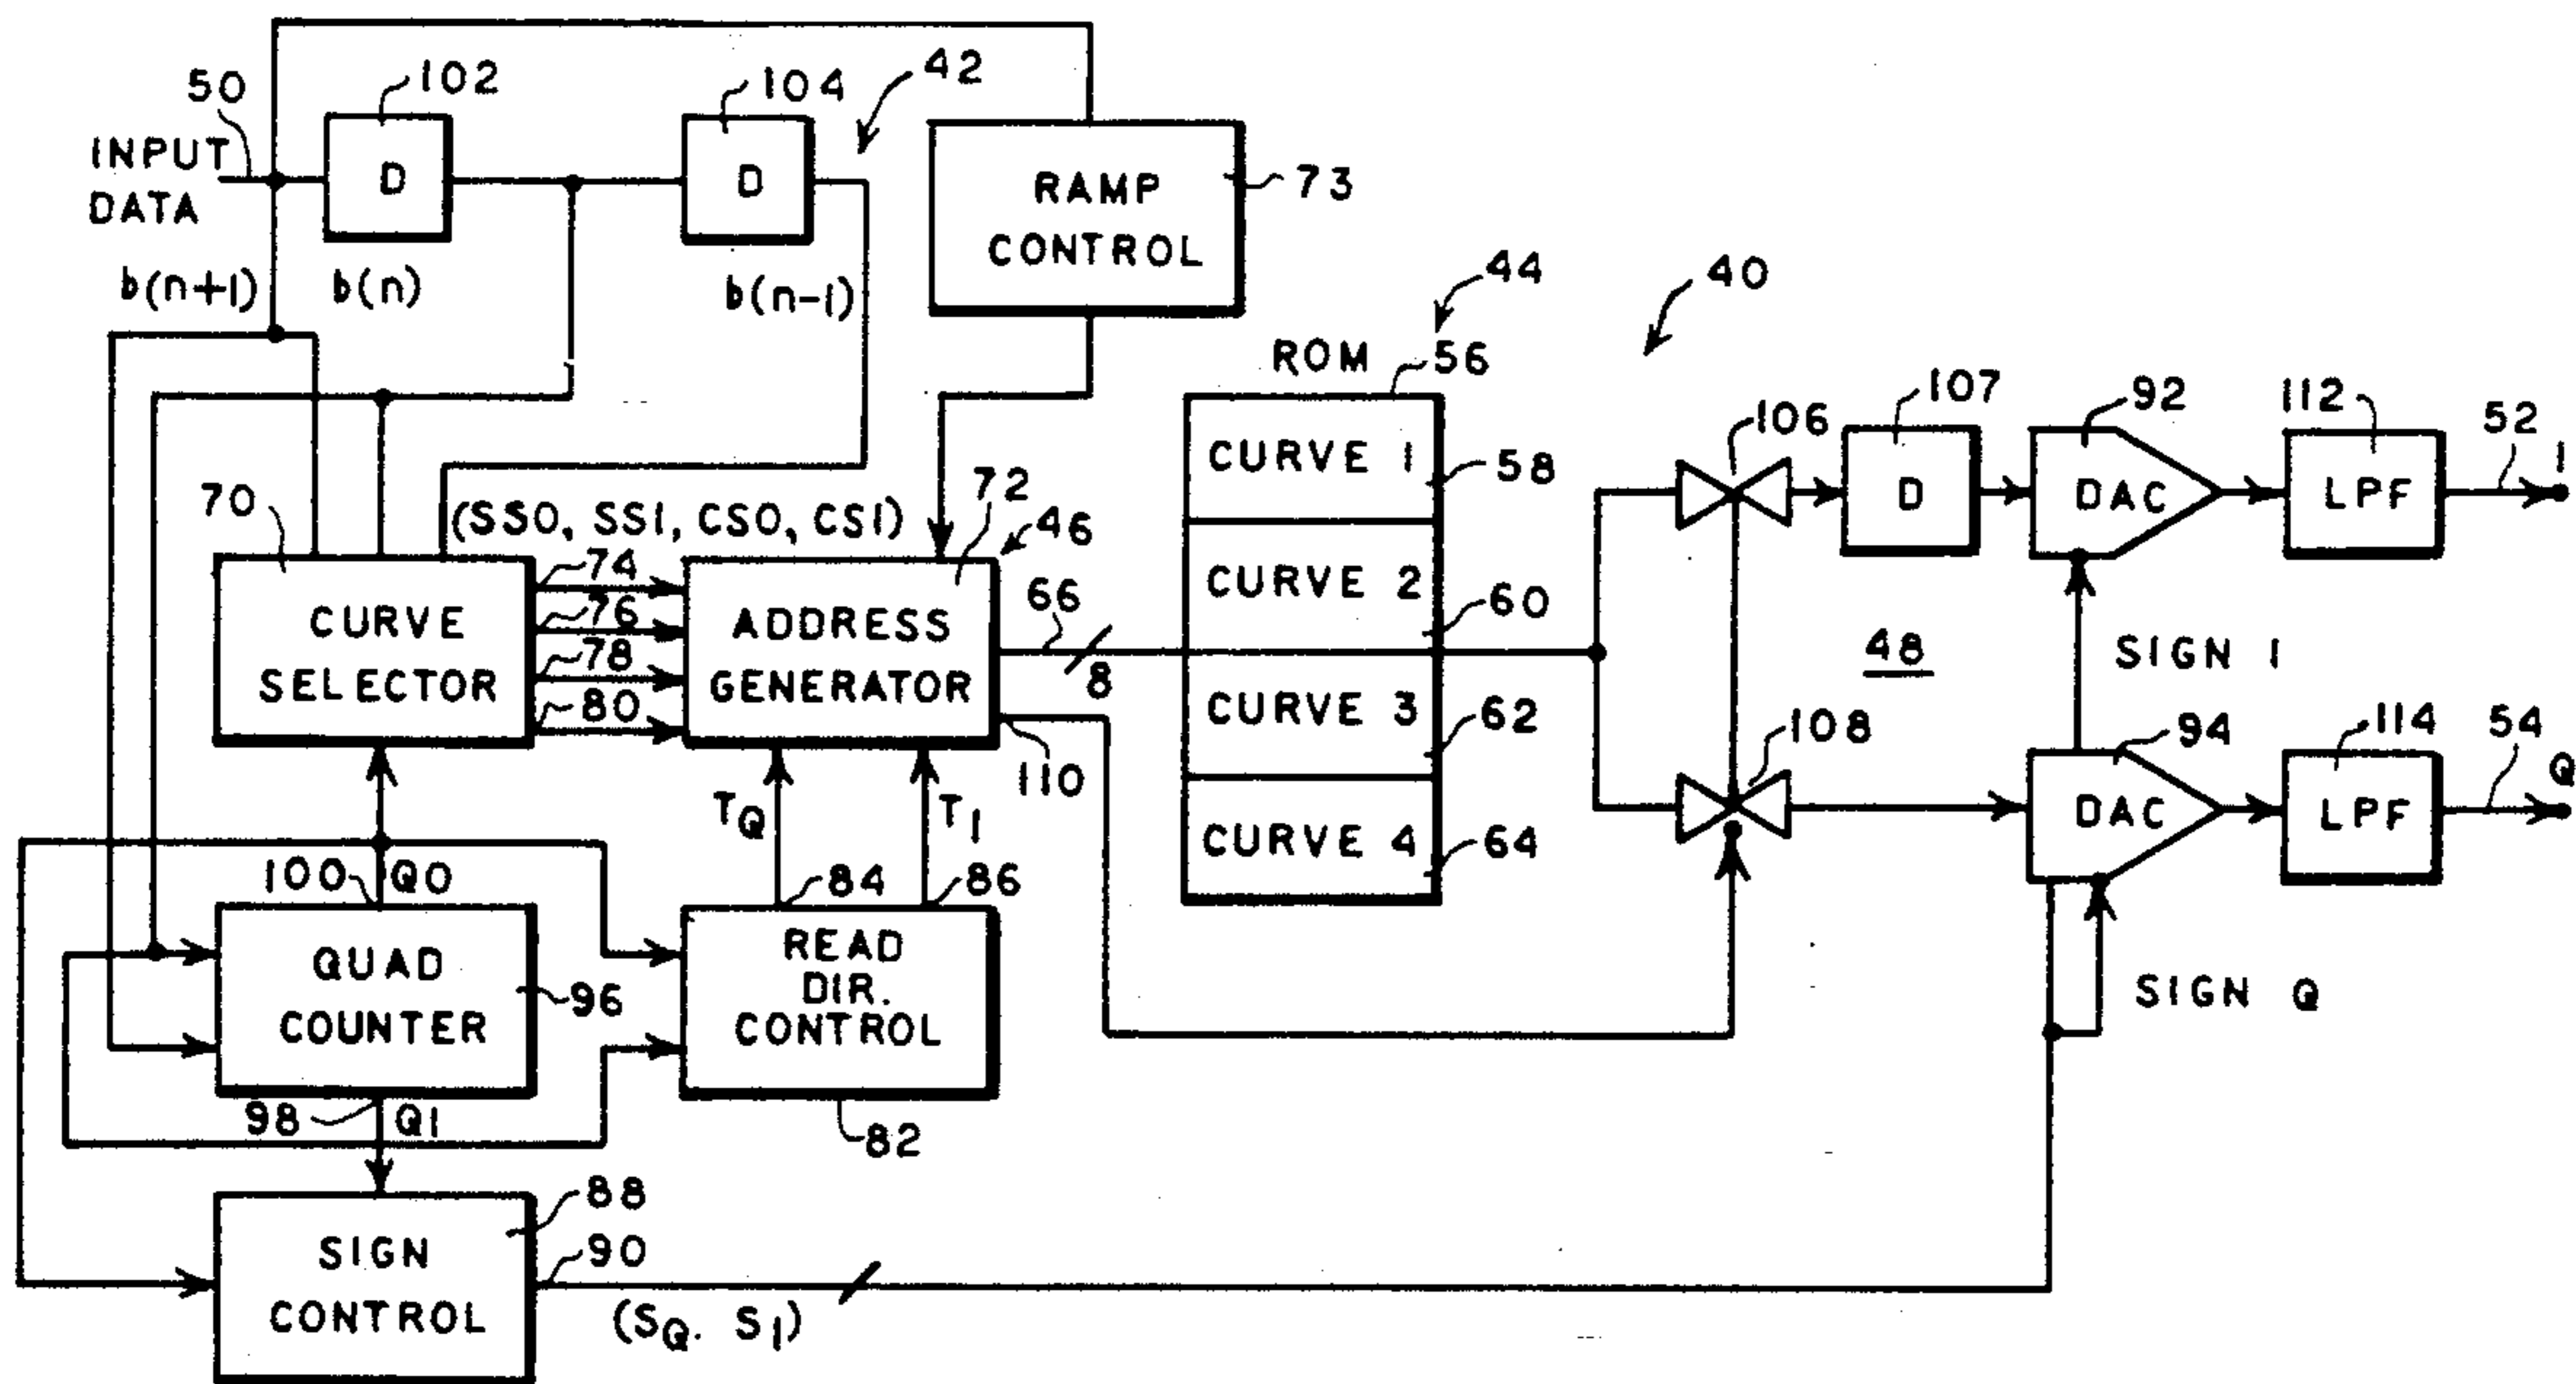 50
102
104
42
INPUT
DATA
D
D
RAMP
CONTROL
73
b(n+1)
b(n)
b(n-1)
44
40
ROM
56
CURVE 1
58
CURVE 2
60
CURVE 3
62
CURVE 4
64
106
107
D
92
DAC
112
LPF
52
I
70
(SS0, SS1, CS0, CS1)
72
46
CURVE
SELECTOR
74
76
78
80
ADDRESS
GENERATOR
66
8
110
48
SIGN I
108
94
DAC
114
LPF
54
Q
TQ
TI
100
Q0
84
86
QUAD
COUNTER
96
READ
DIR.
CONTROL
SIGN Q
98
Q1
82
88
SIGN
CONTROL
90
(SQ. SI)